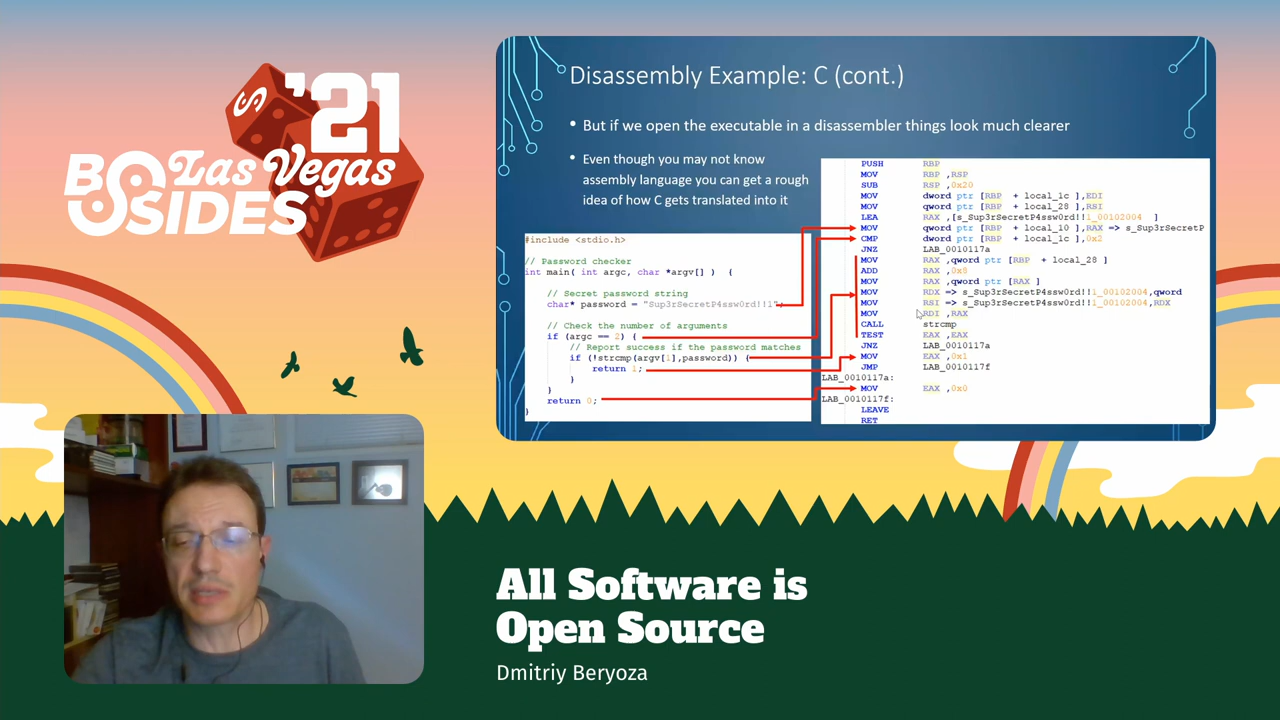 '21
BSIDES
Las Vegas
Disassembly Example: C (cont.)
• But if we open the executable in a disassembler things look much clearer
• Even though you may not know
assembly language you can get a rough
idea of how C gets translated into it
#include <stdio.h>
// Password checker
int main( int argc, char *argv[] ) {
// Secret password string
char* password = "Sup3rSecretP4ssw0rd!!1";
// Check the number of arguments
if (argc == 2) {
// Report success if the password matches
if (!strcmp(argv[1],password)) {
return 1;
}
}
return 0;
}
PUSH RBP
MOV RBP ,RSP
SUB RSP ,0x20
MOV dword ptr [RBP + local_1c ],EDI
MOV qword ptr [RBP + local_28 ],RSI
LEA RAX ,[s_Sup3rSecretP4ssw0rd!!1_00102004 ]
MOV qword ptr [RBP + local_10 ],RAX => s_Sup3rSecretP
CMP dword ptr [RBP + local_1c ],0x2
JNZ LAB_0010117a
MOV RAX ,qword ptr [RBP + local_28 ]
ADD RAX ,0x8
MOV RAX ,qword ptr [RAX ]
MOV RDX => s_Sup3rSecretP4ssw0rd!!1_00102004,qword
MOV RSI => s_Sup3rSecretP4ssw0rd!!1_00102004,RDX
MOV RDI ,RAX
CALL strcmp
TEST EAX ,EAX
JNZ LAB_0010117a
MOV EAX ,0x1
JMP LAB_0010117f
LAB_0010117a:
MOV EAX ,0x0
LAB_0010117f:
LEAVE
RET
All Software is
Open Source
Dmitriy Beryoza